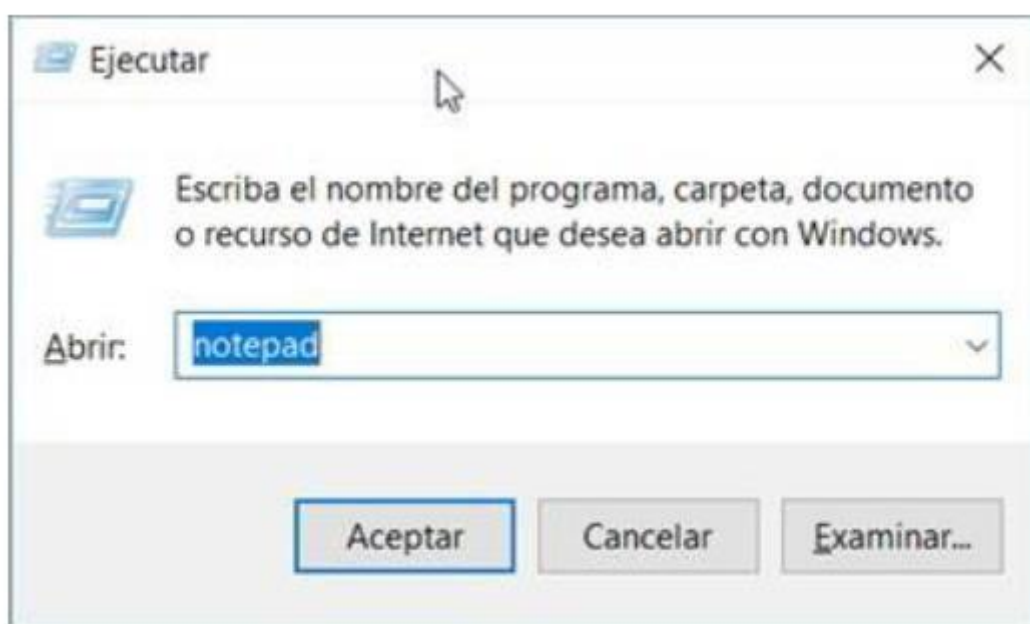 Ejecutar
Escriba el nombre del programa, carpeta, documento
o recurso de Internet que desea abrir con Windows.
Abrir: notepad
Aceptar Cancelar Examinar...